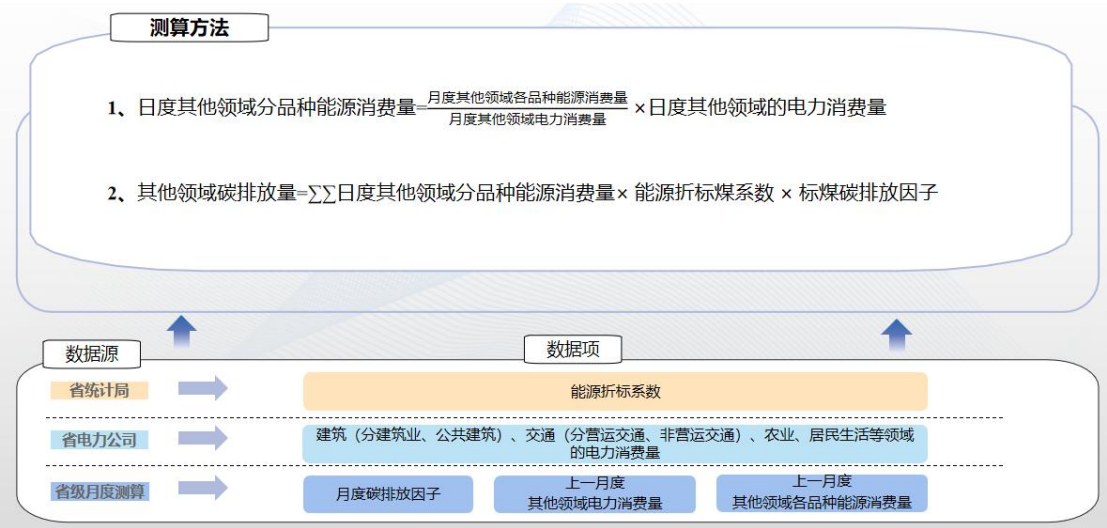 测算方法
1、日度其他领域分品种能源消费量=月度其他领域各品种能源消费量/月度其他领域电力消费量×日度其他领域的电力消费量
2、其他领域碳排放量=∑∑日度其他领域分品种能源消费量× 能源折标煤系数 × 标煤碳排放因子
数据源
数据项
省统计局
能源折标系数
省电力公司
建筑（分建筑业、公共建筑）、交通（分营运交通、非营运交通）、农业、居民生活等领域
的电力消费量
省级月度测算
月度碳排放因子
上一月度
其他领域电力消费量
上一月度
其他领域各品种能源消费量